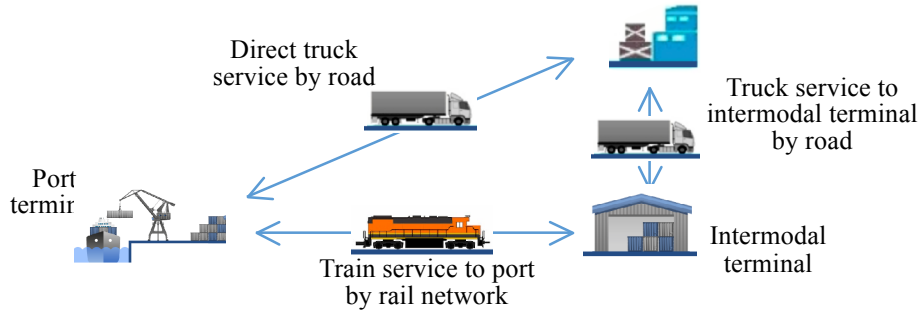 Direct truck
service by road
Truck service to
intermodal terminal
by road
Port
termin
Intermodal
terminal
Train service to port
by rail network